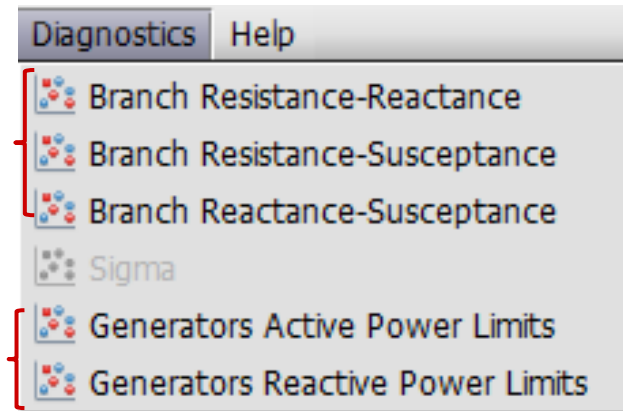 Diagnostics Help
Branch Resistance-Reactance
Branch Resistance-Susceptance
Branch Reactance-Susceptance
Sigma
Generators Active Power Limits
Generators Reactive Power Limits